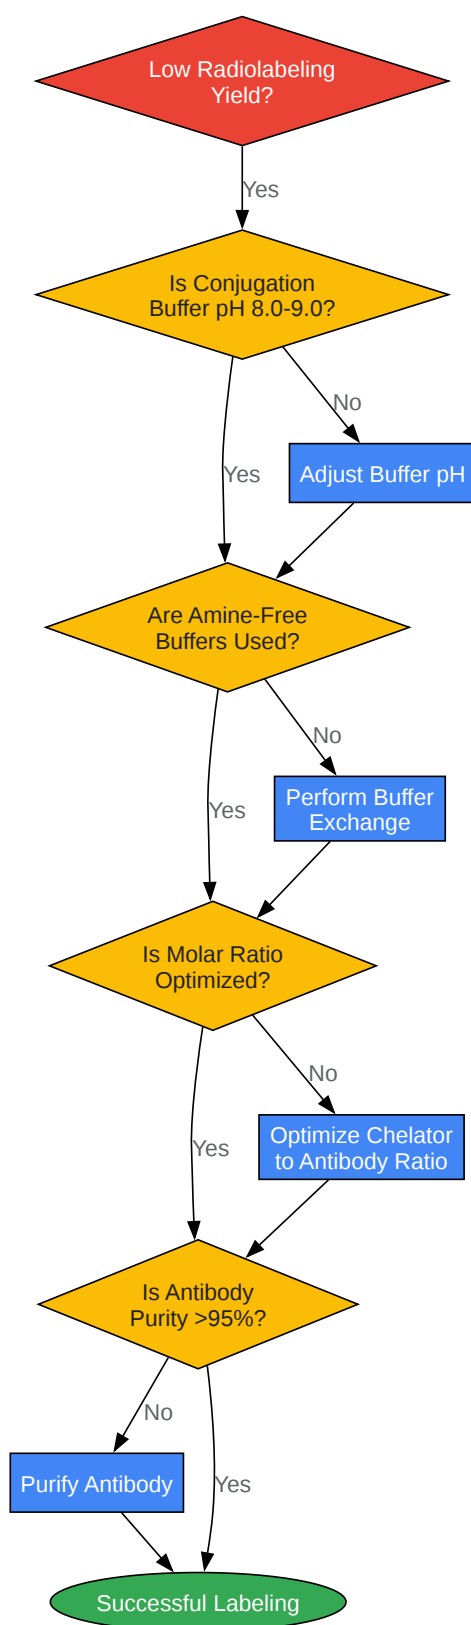 Low Radiolabeling
Yield?
Yes
Is Conjugation
Buffer pH 8.0-9.0?
No
Yes
Adjust Buffer pH
Are Amine-Free
Buffers Used?
No
Yes
Perform Buffer
Exchange
Is Molar Ratio
Optimized?
No
Yes
Optimize Chelator
to Antibody Ratio
Is Antibody
Purity >95%?
No
Yes
Purify Antibody
Successful Labeling